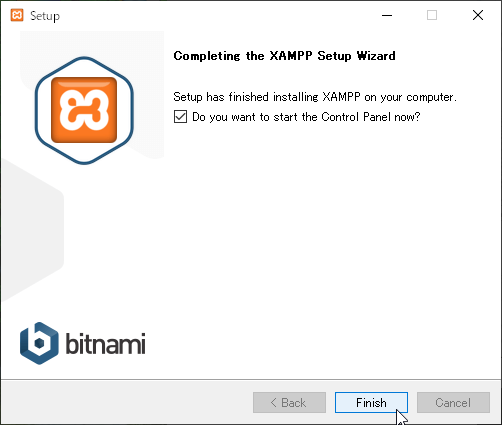 Setup
Completing the XAMPP Setup Wizard
Setup has finished installing XAMPP on your computer.
Do you want to start the Control Panel now?
bitnami
< Back
Finish
Cancel